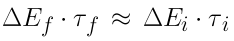 ΔE_f · τ_f ≈ ΔE_i · τ_i